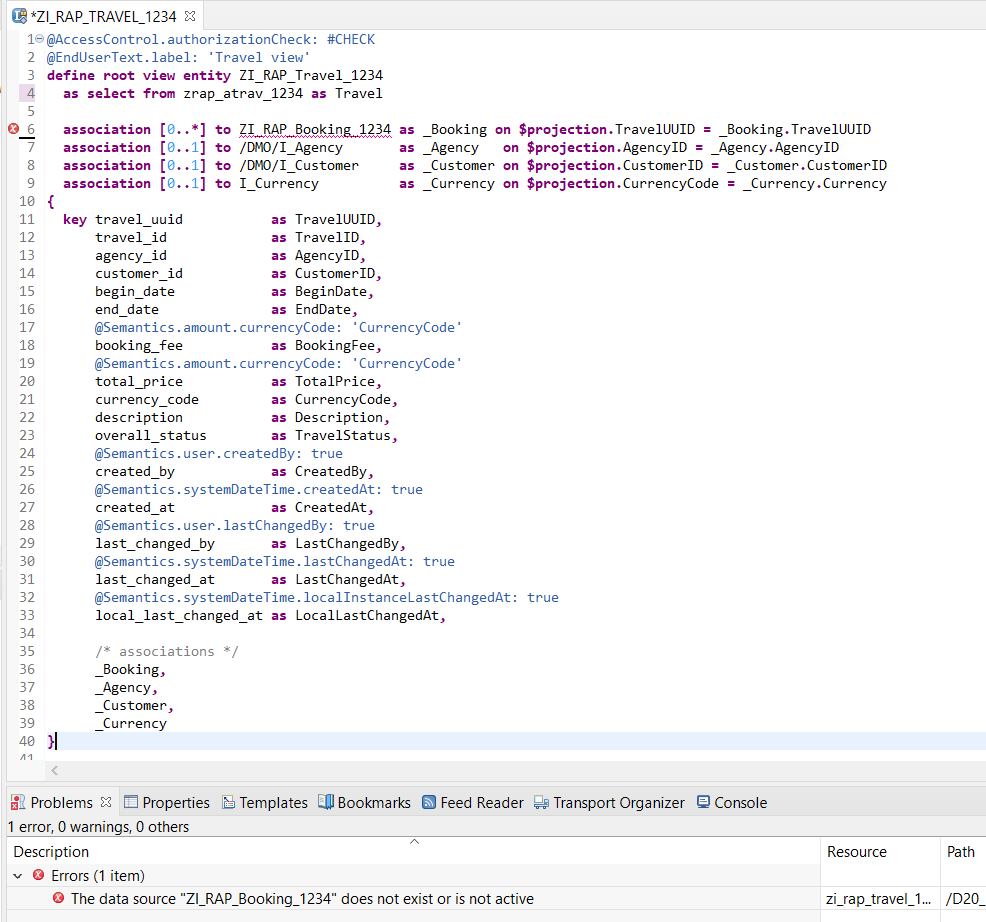 *ZI_RAP_TRAVEL_1234
1 @AccessControl.authorizationCheck: #CHECK
2 @EndUserText.label: 'Travel view'
3 define root view entity ZI_RAP_Travel_1234
4 as select from zrap_atrav_1234 as Travel
5
6 association [0..*] to ZI_RAP_Booking_1234 as _Booking on $projection.TravelUUID = _Booking.TravelUUID
7 association [0..1] to /DMO/I_Agency as _Agency on $projection.AgencyID = _Agency.AgencyID
8 association [0..1] to /DMO/I_Customer as _Customer on $projection.CustomerID = _Customer.CustomerID
9 association [0..1] to I_Currency as _Currency on $projection.CurrencyCode = _Currency.Currency
10 {
11 key travel_uuid as TravelUUID,
12 travel_id as TravelID,
13 agency_id as AgencyID,
14 customer_id as CustomerID,
15 begin_date as BeginDate,
16 end_date as EndDate,
17 @Semantics.amount.currencyCode: 'CurrencyCode'
18 booking_fee as BookingFee,
19 @Semantics.amount.currencyCode: 'CurrencyCode'
20 total_price as TotalPrice,
21 currency_code as CurrencyCode,
22 description as Description,
23 overall_status as TravelStatus,
24 @Semantics.user.createdBy: true
25 created_by as CreatedBy,
26 @Semantics.systemDateTime.createdAt: true
27 created_at as CreatedAt,
28 @Semantics.user.lastChangedBy: true
29 last_changed_by as LastChangedBy,
30 @Semantics.systemDateTime.lastChangedAt: true
31 last_changed_at as LastChangedAt,
32 @Semantics.systemDateTime.localInstanceLastChangedAt: true
33 local_last_changed_at as LocalLastChangedAt,
34
35 /* associations */
36 _Booking,
37 _Agency,
38 _Customer,
39 _Currency
40 }
41
Problems Properties Templates Bookmarks Feed Reader Transport Organizer Console
1 error, 0 warnings, 0 others
Description Resource Path
Errors (1 item)
The data source "ZI_RAP_Booking_1234" does not exist or is not active zi_rap_travel_1... /D20_